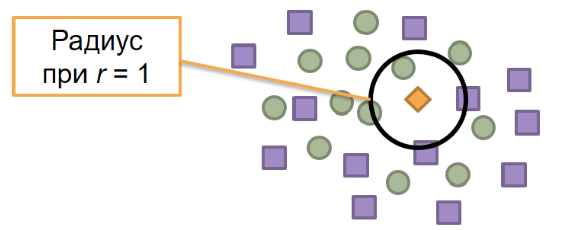 Радиус
при r = 1